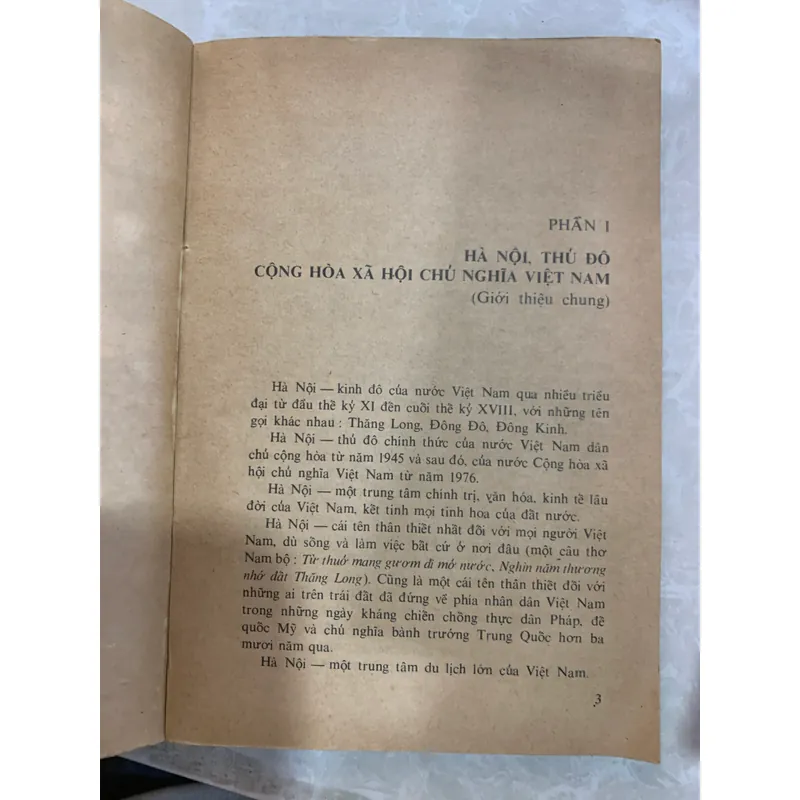 PHẦN I
HÀ NỘI, THỦ ĐÔ
CỘNG HÒA XÃ HỘI CHỦ NGHĨA VIỆT NAM
(Giới thiệu chung)
Hà Nội — kinh đô của nước Việt Nam qua nhiều triều
đại từ đầu thế kỷ XI đến cuối thế kỷ XVIII, với những tên
gọi khác nhau : Thăng Long, Đông Đô, Đông Kinh.
Hà Nội — thủ đô chính thức của nước Việt Nam dân
chủ cộng hòa từ năm 1945 và sau đó, của nước Cộng hòa xã
hội chủ nghĩa Việt Nam từ năm 1976.
Hà Nội — một trung tâm chính trị, văn hóa, kinh tế lâu
đời của Việt Nam, kết tinh mọi tinh hoa của đất nước.
Hà Nội — cái tên thân thiết nhất đối với mọi người Việt
Nam, dù sống và làm việc bất cứ ở nơi đâu (một câu thơ
Nam bộ : Từ thuở mang gươm đi mở nước, Nghìn năm thương
nhớ đất Thăng Long). Cũng là một cái tên thân thiết đối với
những ai trên trái đất đã đứng về phía nhân dân Việt Nam
trong những ngày kháng chiến chống thực dân Pháp, đế
quốc Mỹ và chủ nghĩa bành trướng Trung Quốc hơn ba
mươi năm qua.
Hà Nội — một trung tâm du lịch lớn của Việt Nam.
3